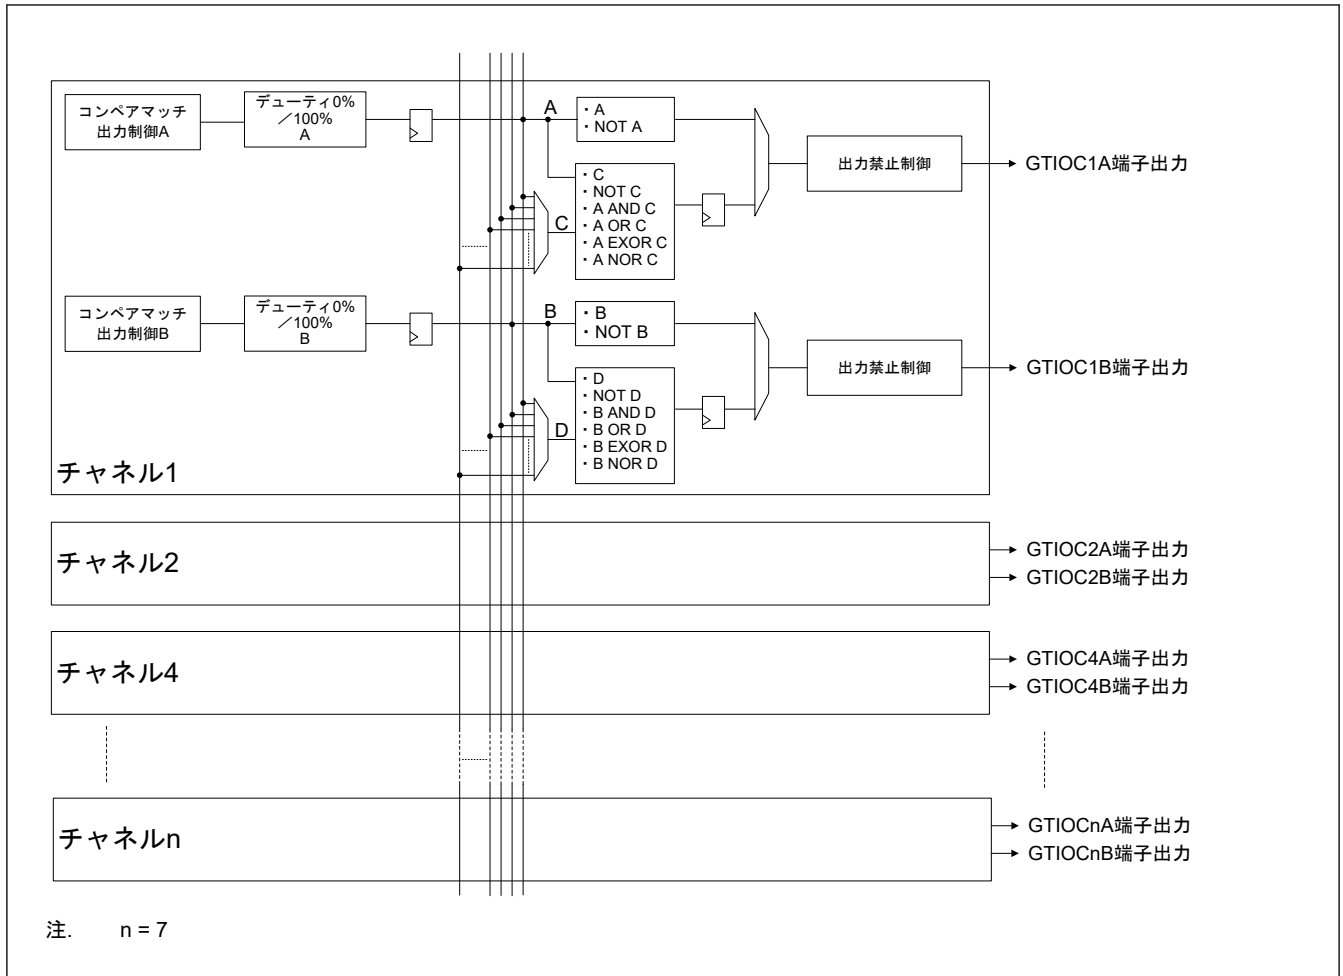 コンペアマッチ
出力制御A
デューティ0%
／100%
A
A
・A
・NOT A
・C
・NOT C
・A AND C
・A OR C
・A EXOR C
・A NOR C
C
出力禁止制御
GTIOC1A端子出力
コンペアマッチ
出力制御B
デューティ0%
／100%
B
B
・B
・NOT B
・D
・NOT D
・B AND D
・B OR D
・B EXOR D
・B NOR D
D
出力禁止制御
GTIOC1B端子出力
チャネル1
チャネル2
GTIOC2A端子出力
GTIOC2B端子出力
チャネル4
GTIOC4A端子出力
GTIOC4B端子出力
チャネルn
GTIOCnA端子出力
GTIOCnB端子出力
注. n = 7